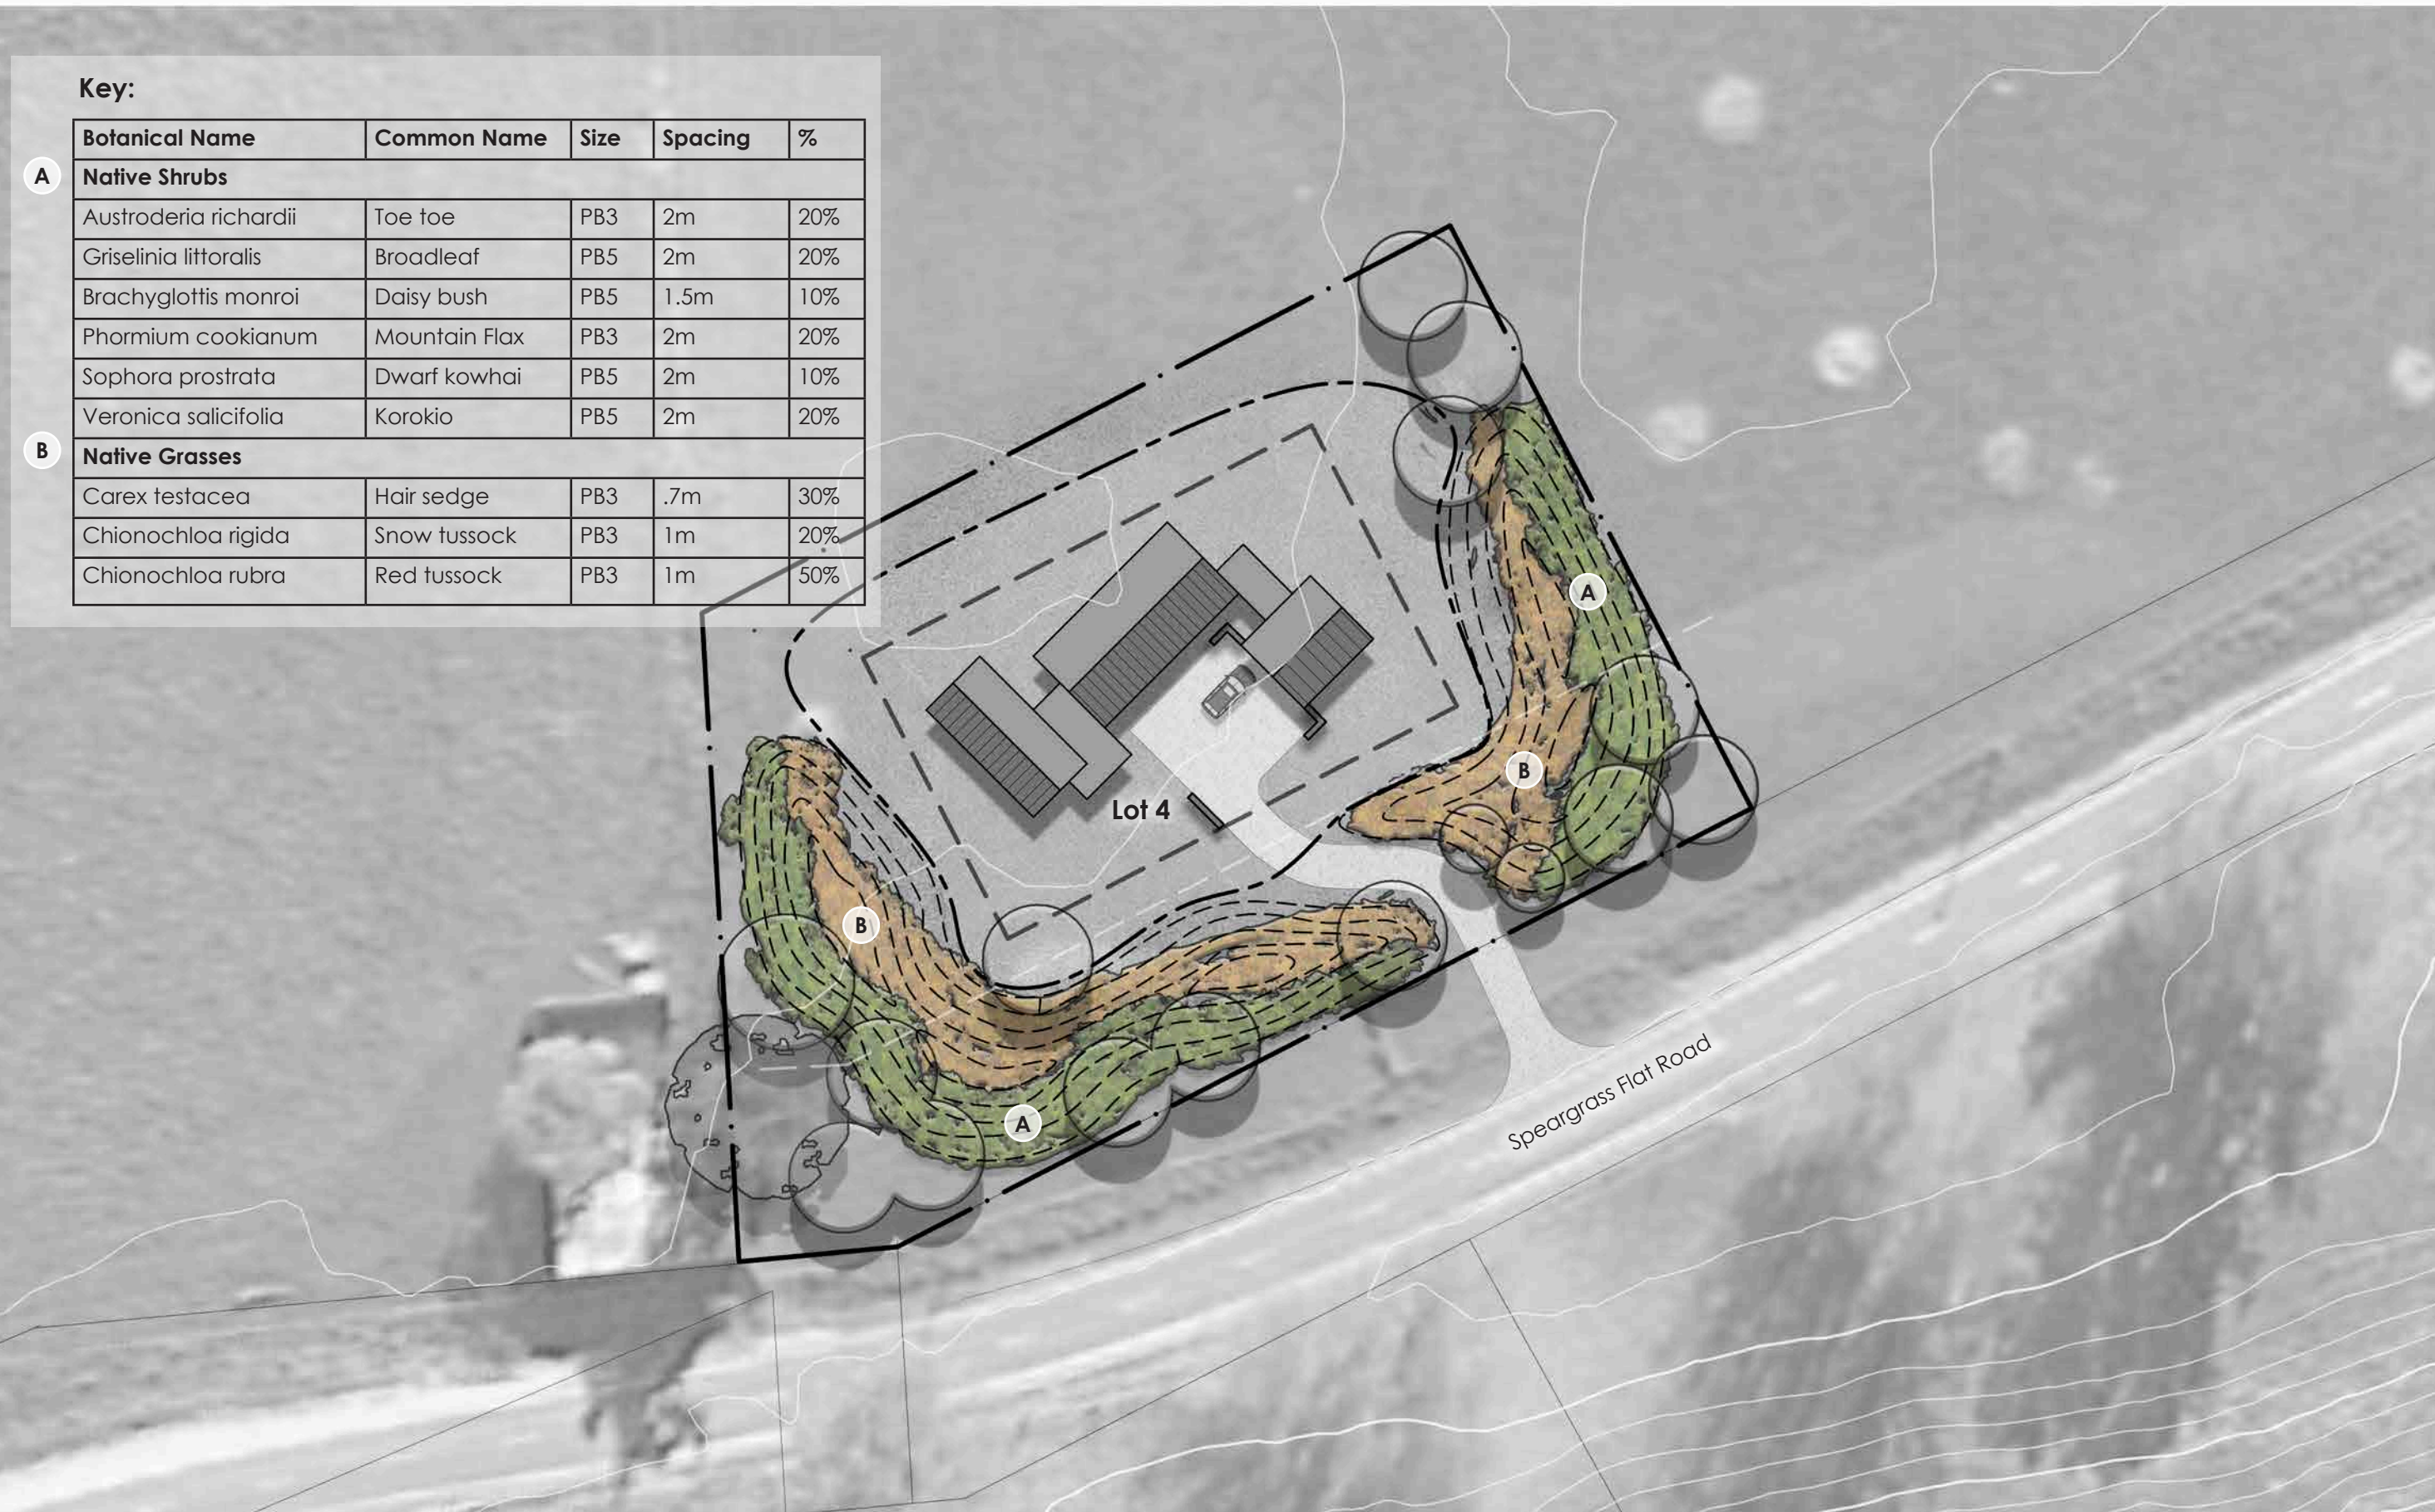 Key:
Botanical Name Common Name Size Spacing %
A Native Shrubs
Austroderia richardii Toe toe PB3 2m 20%
Griselinia littoralis Broadleaf PB5 2m 20%
Brachyglottis monroi Daisy bush PB5 1.5m 10%
Phormium cookianum Mountain Flax PB3 2m 20%
Sophora prostrata Dwarf kowhai PB5 2m 10%
Veronica salicifolia Korokio PB5 2m 20%
B Native Grasses
Carex testacea Hair sedge PB3 .7m 30%
Chionochloa rigida Snow tussock PB3 1m 20%
Chionochloa rubra Red tussock PB3 1m 50%
A
B
Lot 4
B
A
Speargrass Flat Road